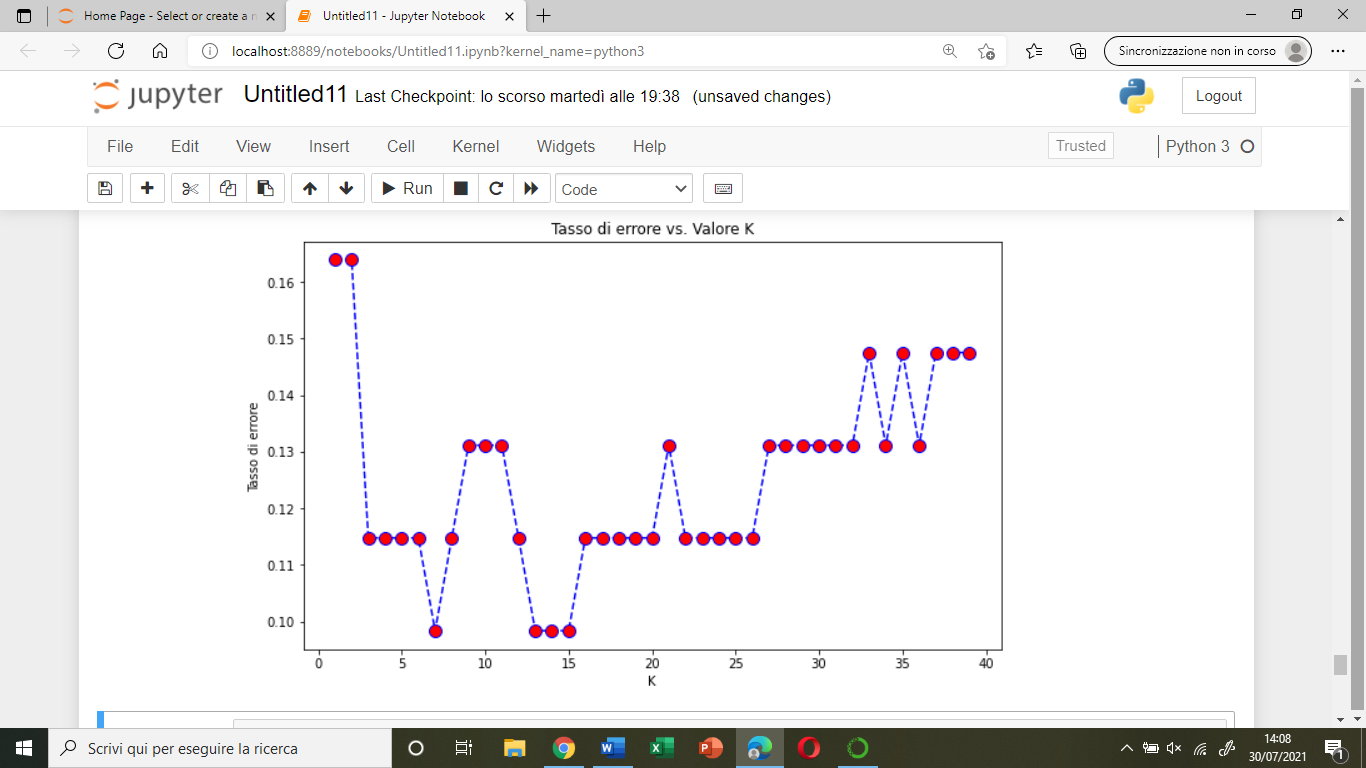 Home Page - Select or create a n
Untitled11 - Jupyter Notebook
localhost:8889/notebooks/Untitled11.ipynb?kernel_name=python3
Sincronizzazione non in corso
jupyter Untitled11 Last Checkpoint: lo scorso martedì alle 19:38 (unsaved changes)
Logout
File Edit View Insert Cell Kernel Widgets Help
Trusted
Python 3
Run
Code
Tasso di errore vs. Valore K
0.16
0.15
0.14
0.13
0.12
0.11
0.10
Tasso di errore
0 5 10 15 20 25 30 35 40
K
Scrivi qui per eseguire la ricerca
14:08
30/07/2021
1